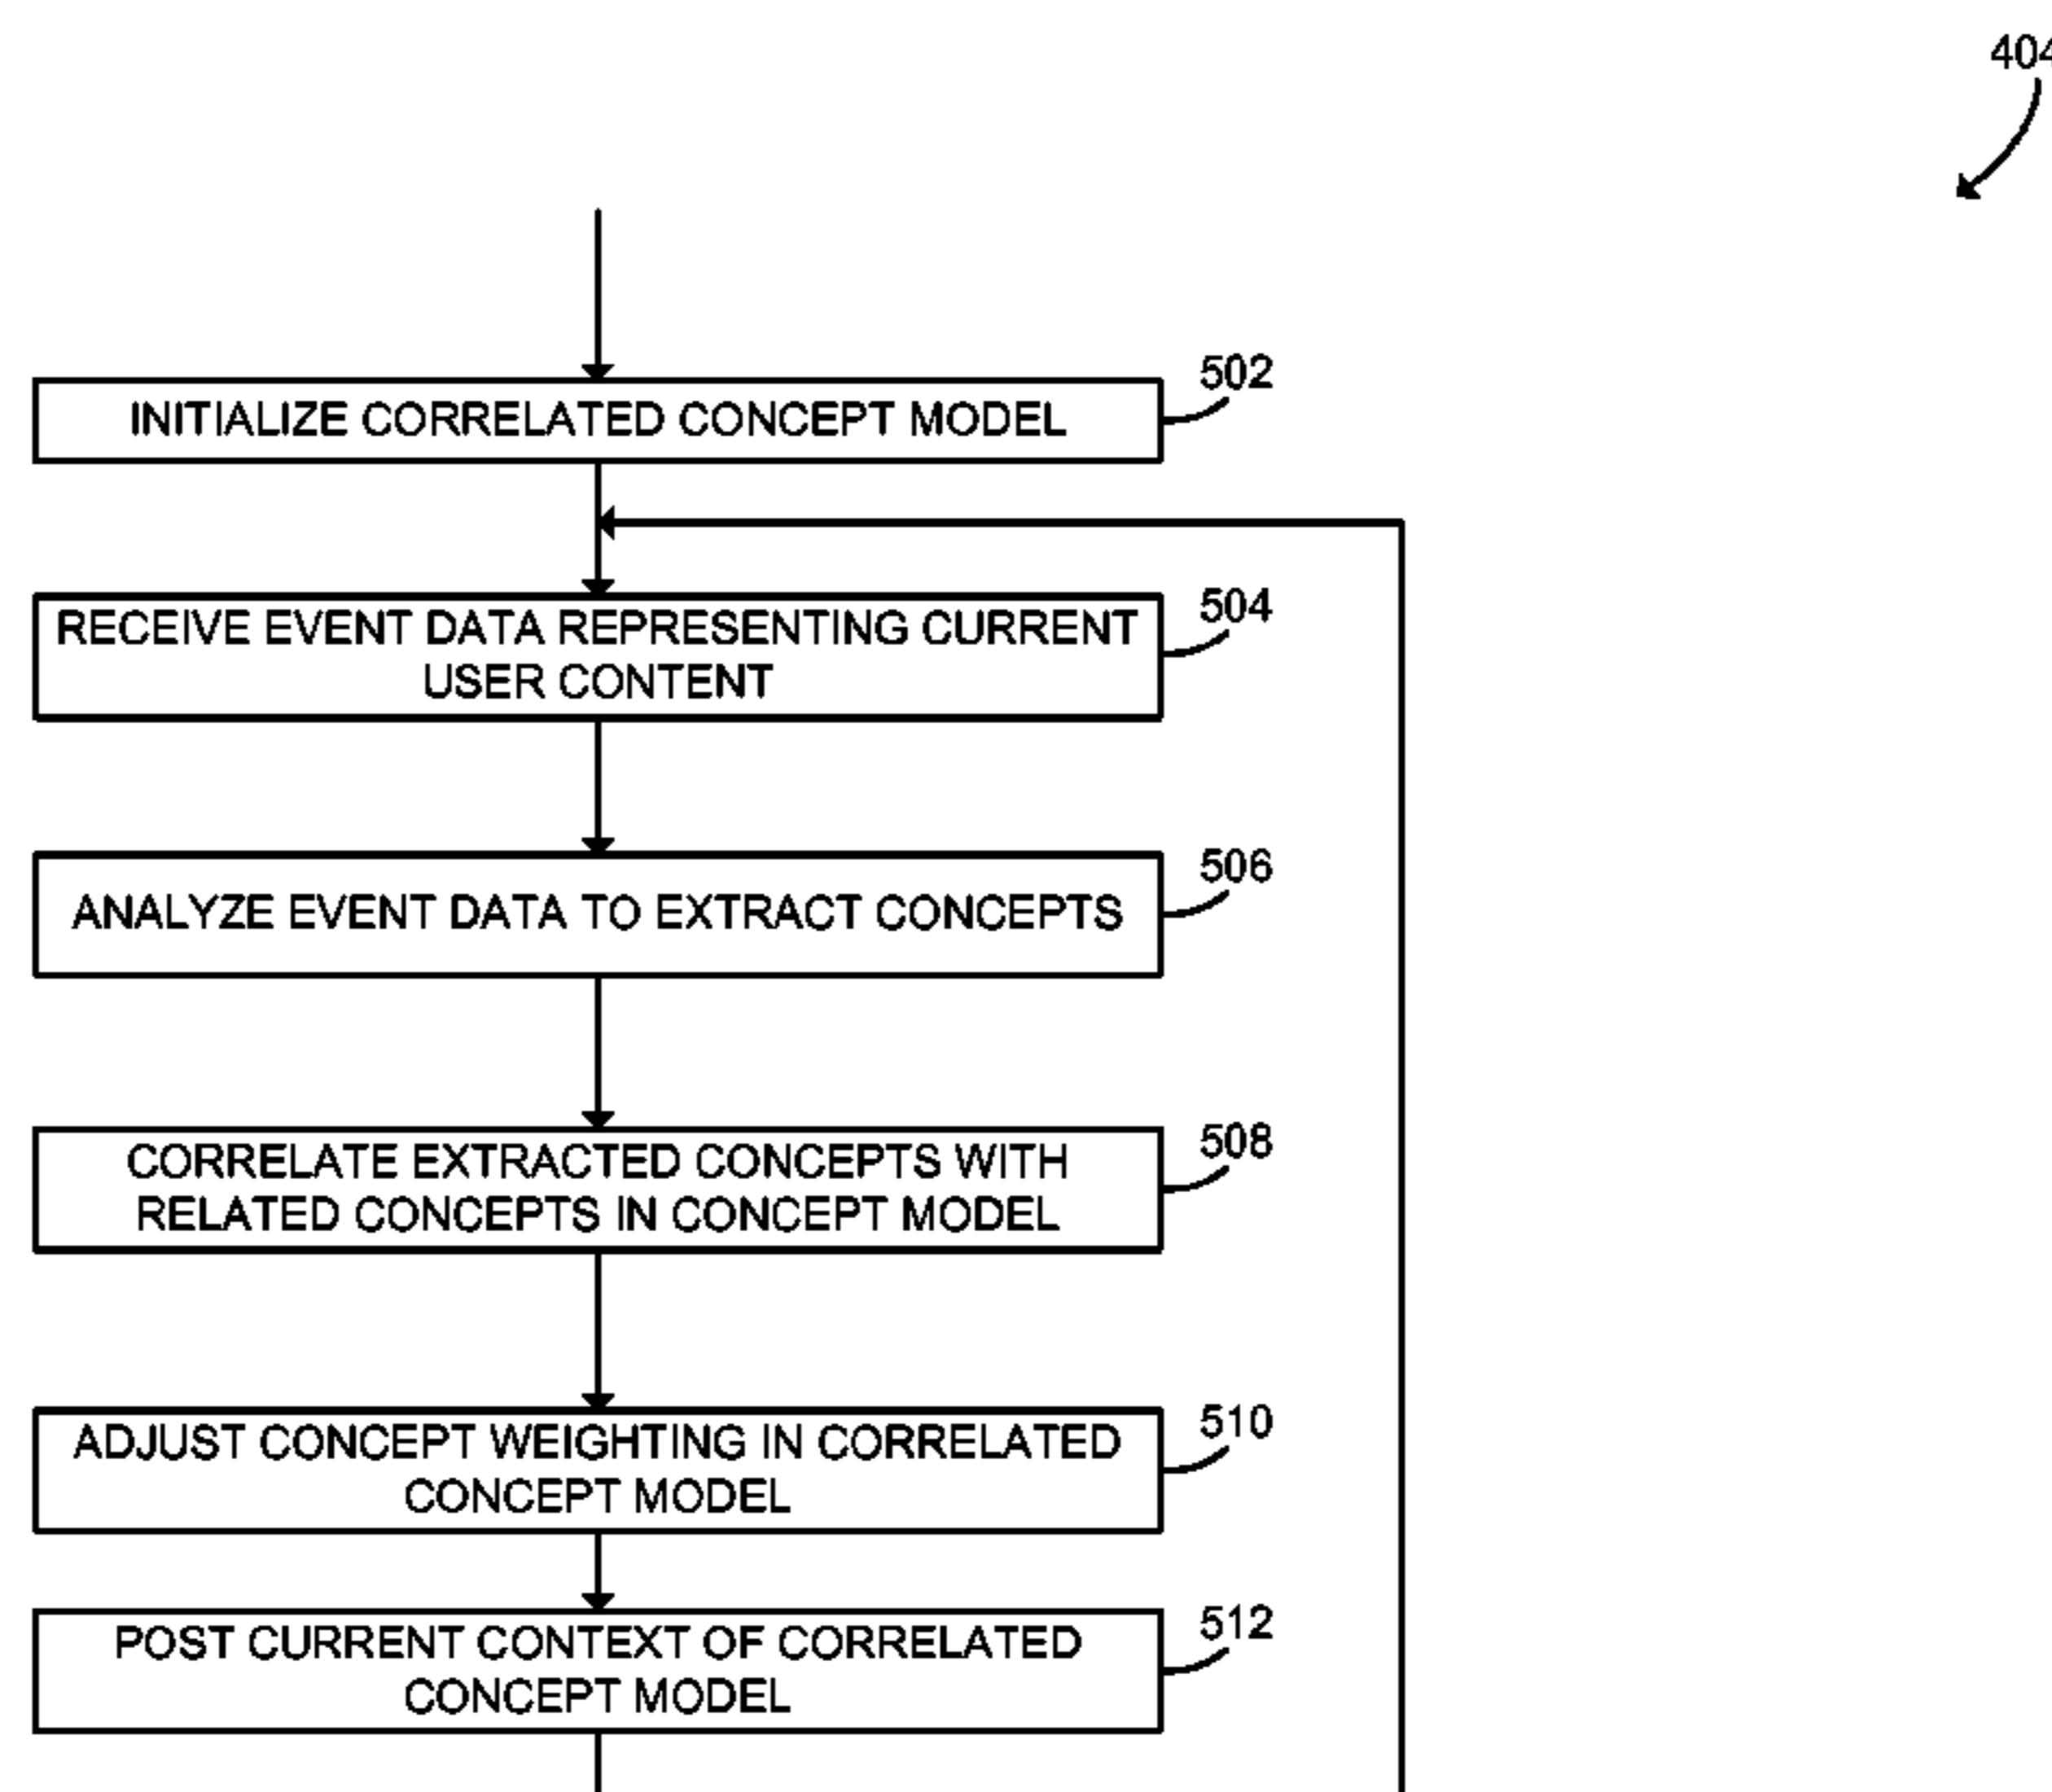 404
502
INITIALIZE CORRELATED CONCEPT MODEL
504
RECEIVE EVENT DATA REPRESENTING CURRENT
USER CONTENT
506
ANALYZE EVENT DATA TO EXTRACT CONCEPTS
508
CORRELATE EXTRACTED CONCEPTS WITH
RELATED CONCEPTS IN CONCEPT MODEL
510
ADJUST CONCEPT WEIGHTING IN CORRELATED
CONCEPT MODEL
512
POST CURRENT CONTEXT OF CORRELATED
CONCEPT MODEL